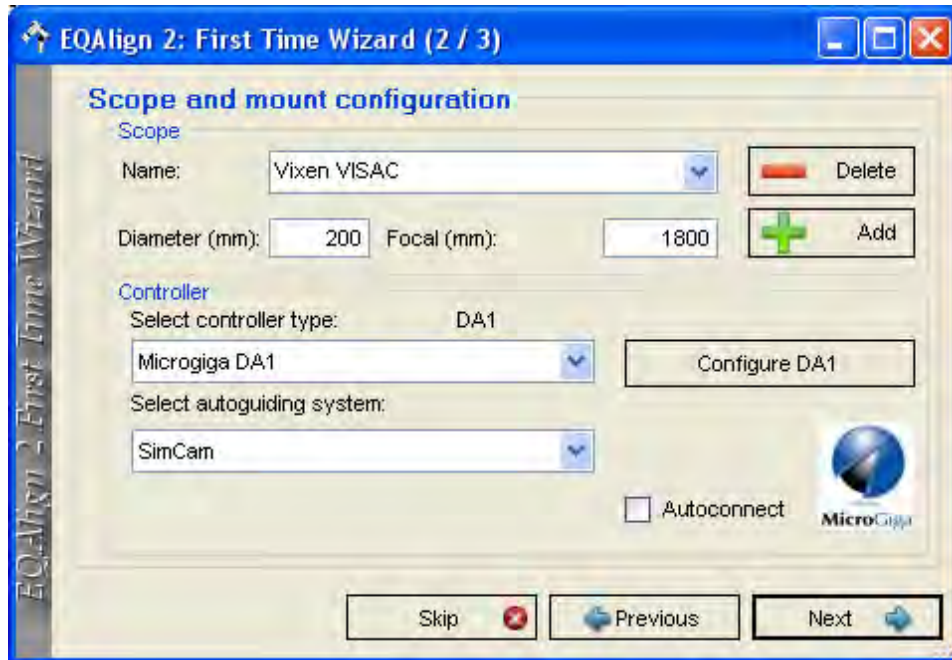 EQAlign 2: First Time Wizard (2 / 3)
EQAlign 2 First Time Wizard
Scope and mount configuration
Scope
Name:
Vixen VISAC
Delete
Diameter (mm):
200
Focal (mm):
1800
Add
Controller
Select controller type:
DA1
Microgiga DA1
Configure DA1
Select autoguiding system:
SimCam
Autoconnect
MicroGiga
Skip
Previous
Next